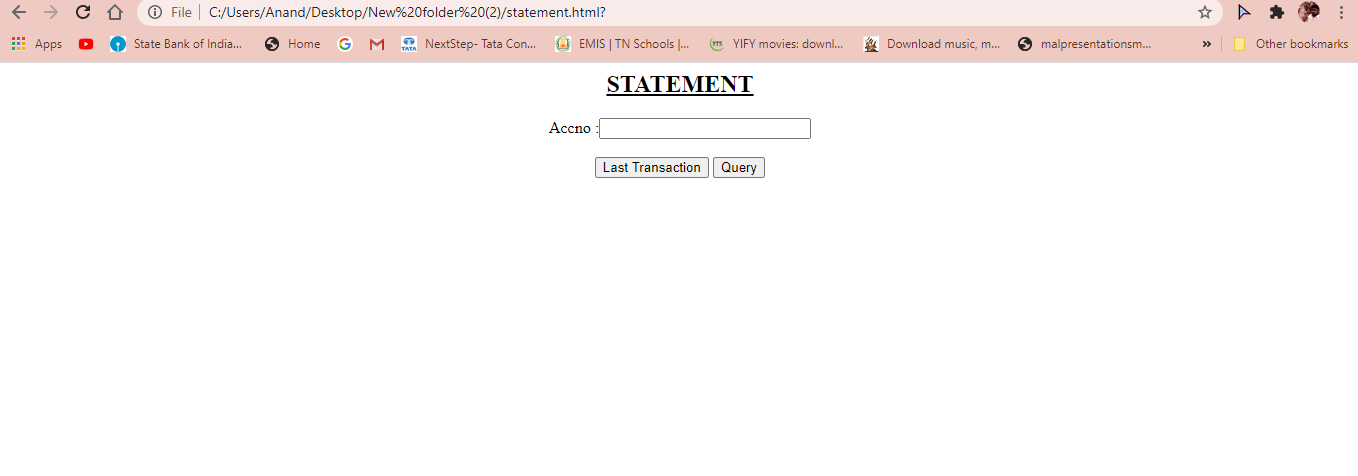 File C:/Users/Anand/Desktop/New%20folder%20(2)/statement.html?
Apps State Bank of India... Home NextStep- Tata Con... EMIS | TN Schools |... YIFY movies: downl... Download music, m... malpresentationsm... » Other bookmarks
STATEMENT
Accno :
Last Transaction Query